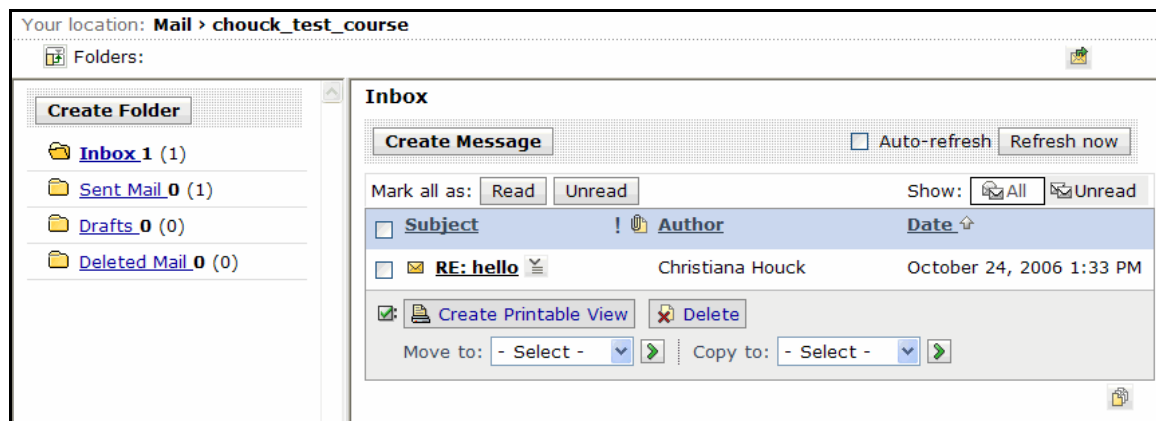 Your location: Mail › chouck_test_course
Folders:
Create Folder
Inbox 1 (1)
Sent Mail 0 (1)
Drafts 0 (0)
Deleted Mail 0 (0)
Inbox
Create Message Auto-refresh Refresh now
Mark all as: Read Unread Show: All Unread
Subject ! Author Date
RE: hello Christiana Houck October 24, 2006 1:33 PM
Create Printable View Delete
Move to: - Select - Copy to: - Select -